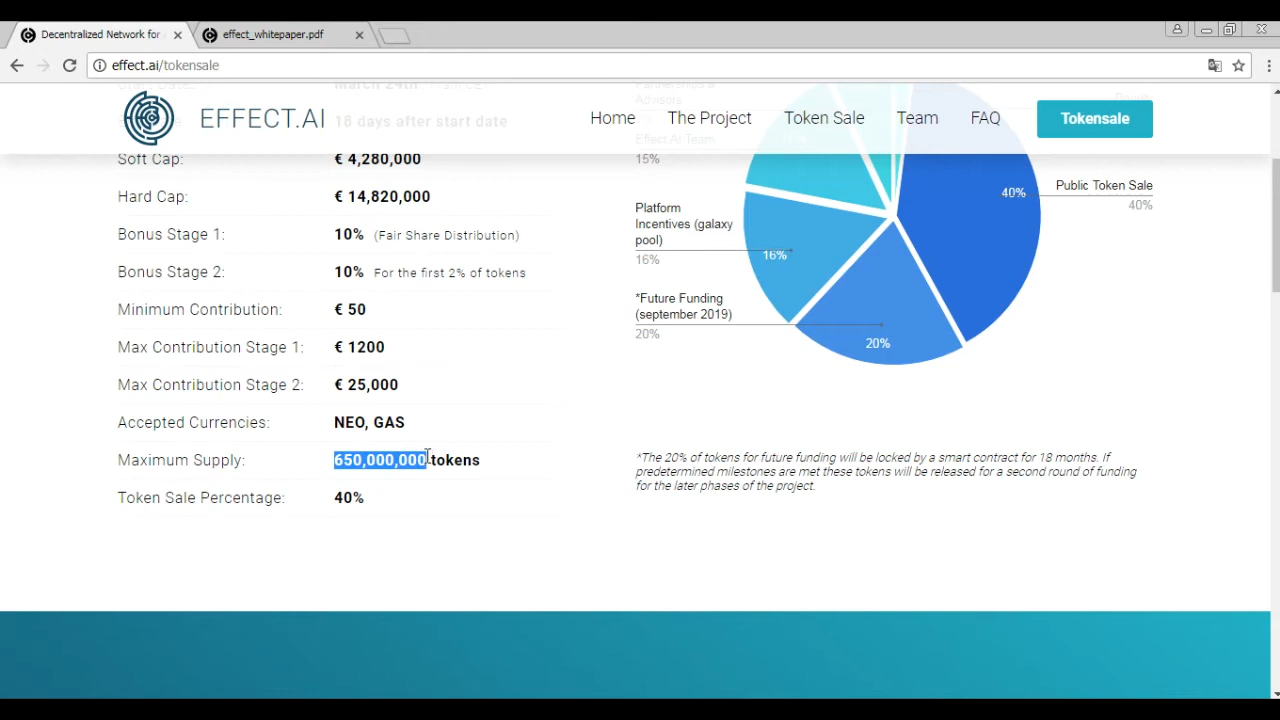 Decentralized Network for
effect_whitepaper.pdf
effect.ai/tokensale
EFFECT.AI
Home
The Project
Token Sale
Team
FAQ
Tokensale
March 24th
18 days after start date
Soft Cap: € 4,280,000
Hard Cap: € 14,820,000
Bonus Stage 1: 10% (Fair Share Distribution)
Bonus Stage 2: 10% For the first 2% of tokens
Minimum Contribution: € 50
Max Contribution Stage 1: € 1200
Max Contribution Stage 2: € 25,000
Accepted Currencies: NEO, GAS
Maximum Supply: 650,000,000 tokens
Token Sale Percentage: 40%
Partnerships &
Advisors
Effect.AI Team
15%
Platform
Incentives (galaxy
pool)
16%
16%
*Future Funding
(september 2019)
20%
20%
40%
Public Token Sale
40%
*The 20% of tokens for future funding will be locked by a smart contract for 18 months. If
predetermined milestones are met these tokens will be released for a second round of funding
for the later phases of the project.